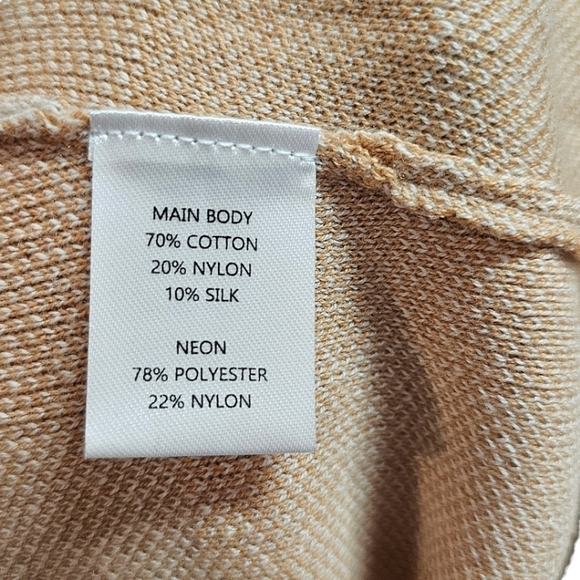 MAIN BODY
70% COTTON
20% NYLON
10% SILK
NEON
78% POLYESTER
22% NYLON